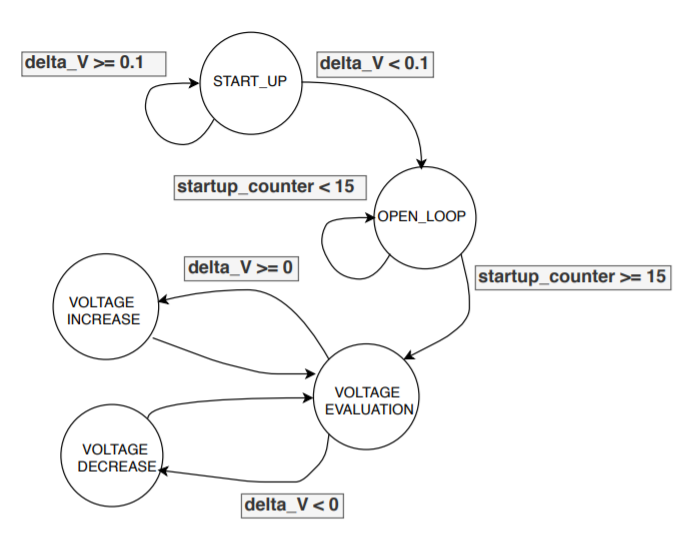 delta_V >= 0.1
delta_V < 0.1
START_UP
startup_counter < 15
OPEN_LOOP
delta_V >= 0
startup_counter >= 15
VOLTAGE
INCREASE
VOLTAGE
EVALUATION
VOLTAGE
DECREASE
delta_V < 0